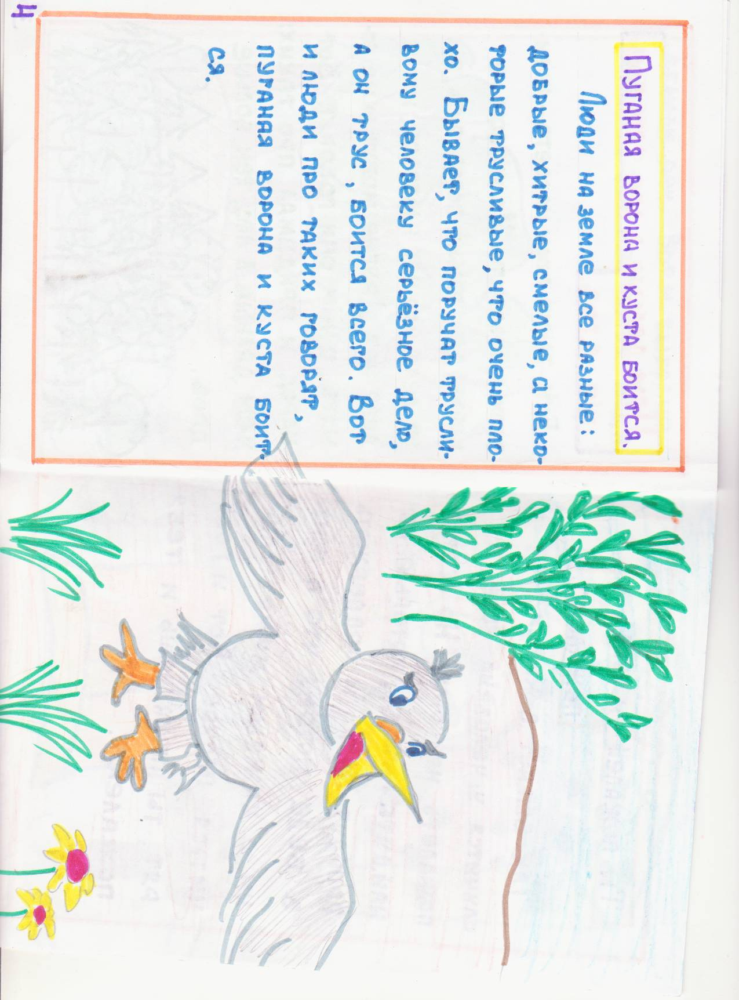 Пуганая ворона и куста боится.
Люди на земле все разные:
добрые, хитрые, смелые, а неко-
торые трусливые, что очень пло-
хо. Бывает, что поручат трусли-
вому человеку серьёзное дело,
а он трус, боится всего. Вот
и люди про таких говорят,
пуганая ворона и куста боит-
ся.
4